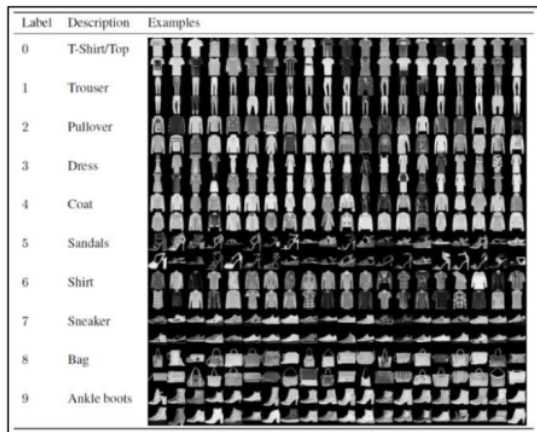 Label Description Examples
0 T-Shirt/Top
1 Trouser
2 Pullover
3 Dress
4 Coat
5 Sandals
6 Shirt
7 Sneaker
8 Bag
9 Ankle boots